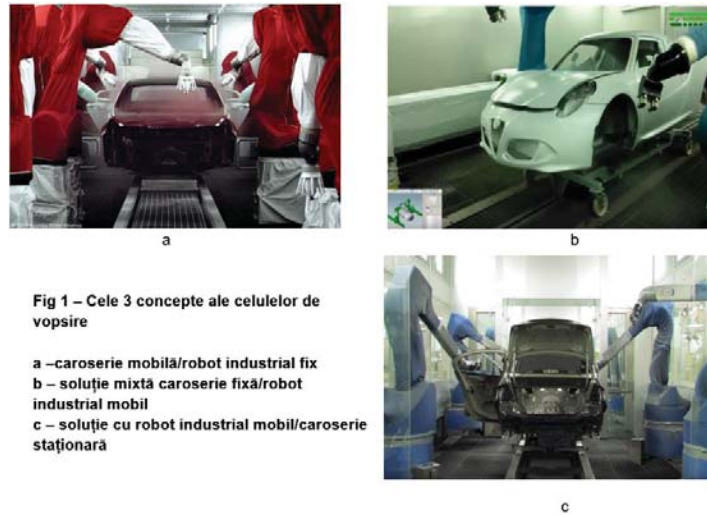 a
b
Fig 1 – Cele 3 concepte ale celulelor de
vopsire
a –caroserie mobilă/robot industrial fix
b – soluție mixtă caroserie fixă/robot
industrial mobil
c – soluție cu robot industrial mobil/caroserie
staționară
c